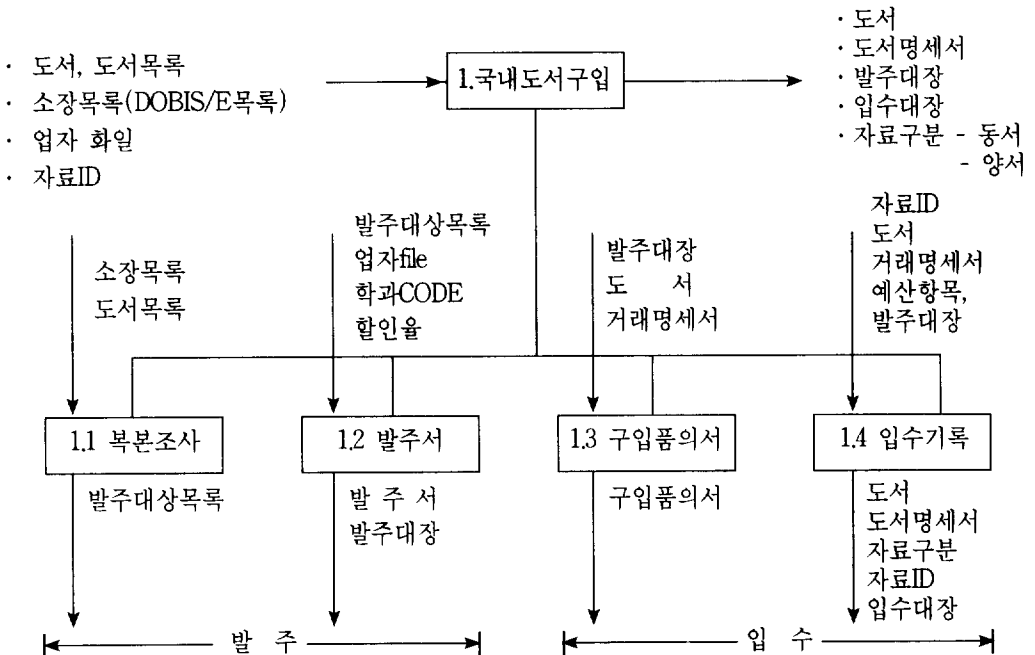 · 도서, 도서목록
· 소장목록(DOBIS/E목록)
· 업자 화일
· 자료ID
1.국내도서구입
· 도서
· 도서명세서
· 발주대장
· 입수대장
· 자료구분 - 동서
- 양서
소장목록
도서목록
발주대상목록
업자file
학과CODE
할인율
발주대장
도 서
거래명세서
자료ID
도서
거래명세서
예산항목,
발주대장
1.1 복본조사
1.2 발주서
1.3 구입품의서
1.4 입수기록
발주대상목록
발 주 서
발주대장
구입품의서
도서
도서명세서
자료구분
자료ID
입수대장
발 주
입 수